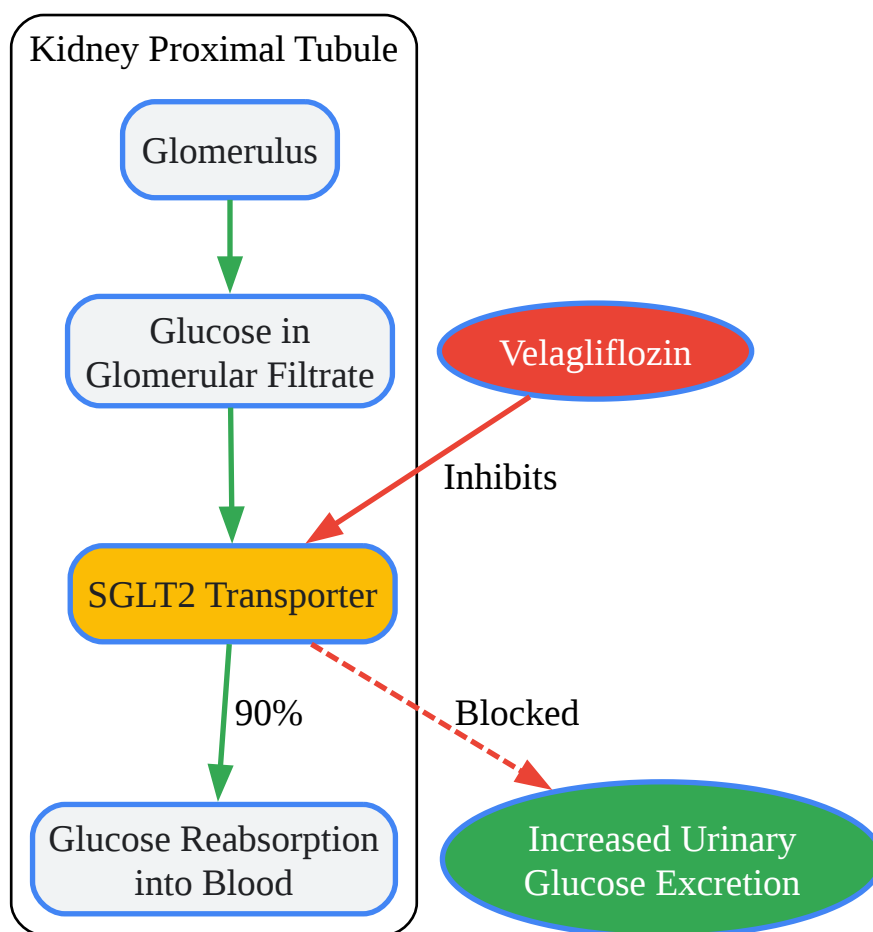 Kidney Proximal Tubule
Glomerulus
Glucose in
Glomerular Filtrate
Velagliflozin
Inhibits
SGLT2 Transporter
90%
Blocked
Glucose Reabsorption
into Blood
Increased Urinary
Glucose Excretion